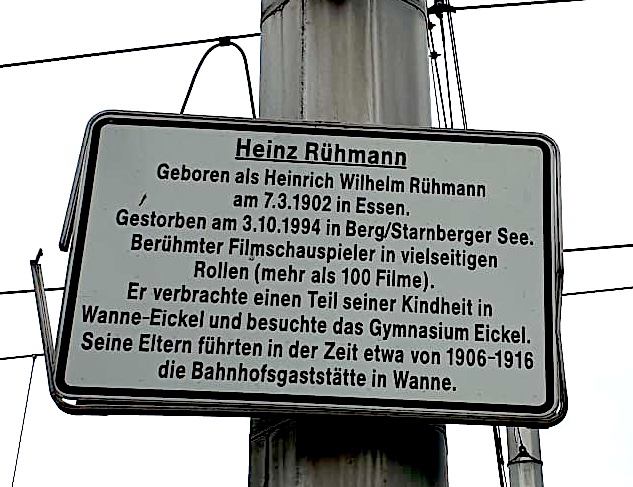 Heinz Rühmann
Geboren als Heinrich Wilhelm Rühmann
am 7.3.1902 in Essen.
Gestorben am 3.10.1994 in Berg/Starnberger See.
Berühmter Filmschauspieler in vielseitigen
Rollen (mehr als 100 Filme).
Er verbrachte einen Teil seiner Kindheit in
Wanne-Eickel und besuchte das Gymnasium Eickel.
Seine Eltern führten in der Zeit etwa von 1906-1916
die Bahnhofsgaststätte in Wanne.